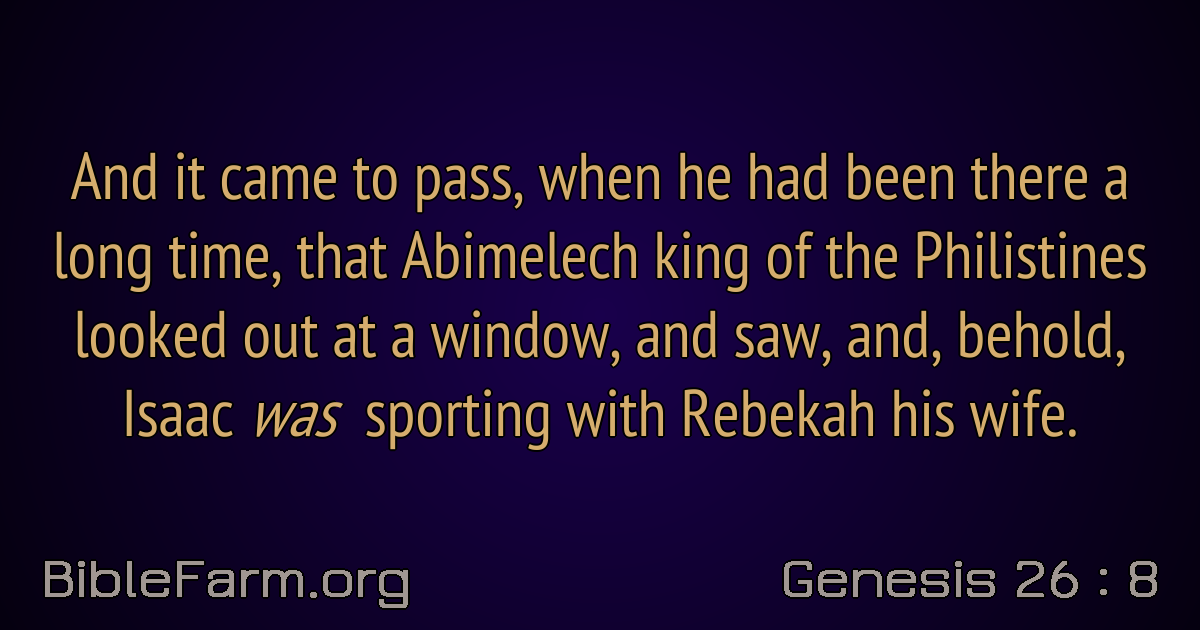 And it came to pass, when he had been there a
long time, that Abimelech king of the Philistines
looked out at a window, and saw, and, behold,
Isaac was sporting with Rebekah his wife.
BibleFarm.org
Genesis 26 : 8